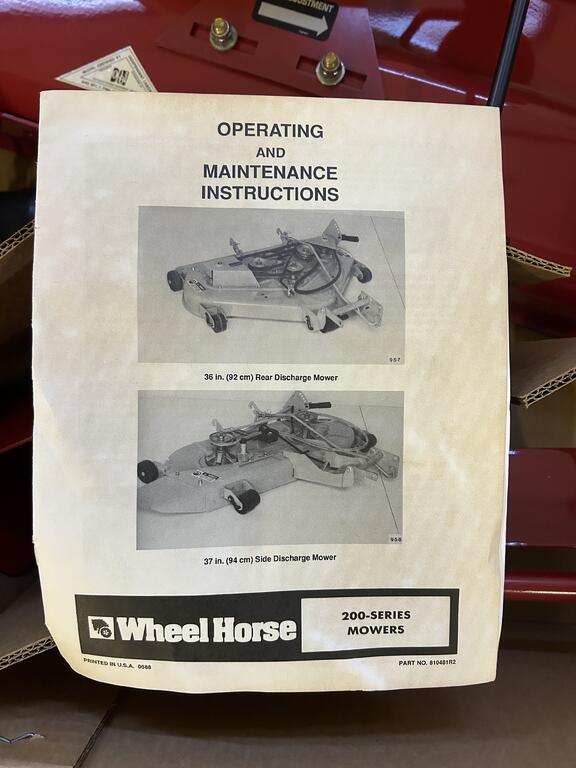 ADJUSTMENT
OPERATING
AND
MAINTENANCE
INSTRUCTIONS
957
36 in. (92 cm) Rear Discharge Mower
958
37 in. (94 cm) Side Discharge Mower
Wheel Horse
200-SERIES
MOWERS
PRINTED IN U.S.A. 0588
PART NO. 810481R2